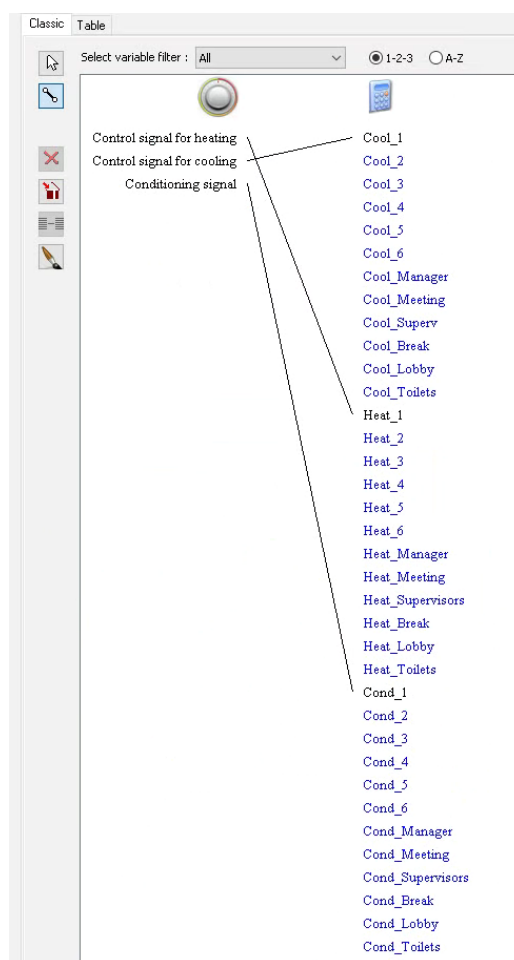 Classic Table
Select variable filter : All 1-2-3 A-Z
Control signal for heating Cool_1
Control signal for cooling Cool_2
Conditioning signal Cool_3
Cool_4
Cool_5
Cool_6
Cool_Manager
Cool_Meeting
Cool_Superv
Cool_Break
Cool_Lobby
Cool_Toilets
Heat_1
Heat_2
Heat_3
Heat_4
Heat_5
Heat_6
Heat_Manager
Heat_Meeting
Heat_Supervisors
Heat_Break
Heat_Lobby
Heat_Toilets
Cond_1
Cond_2
Cond_3
Cond_4
Cond_5
Cond_6
Cond_Manager
Cond_Meeting
Cond_Supervisors
Cond_Break
Cond_Lobby
Cond_Toilets